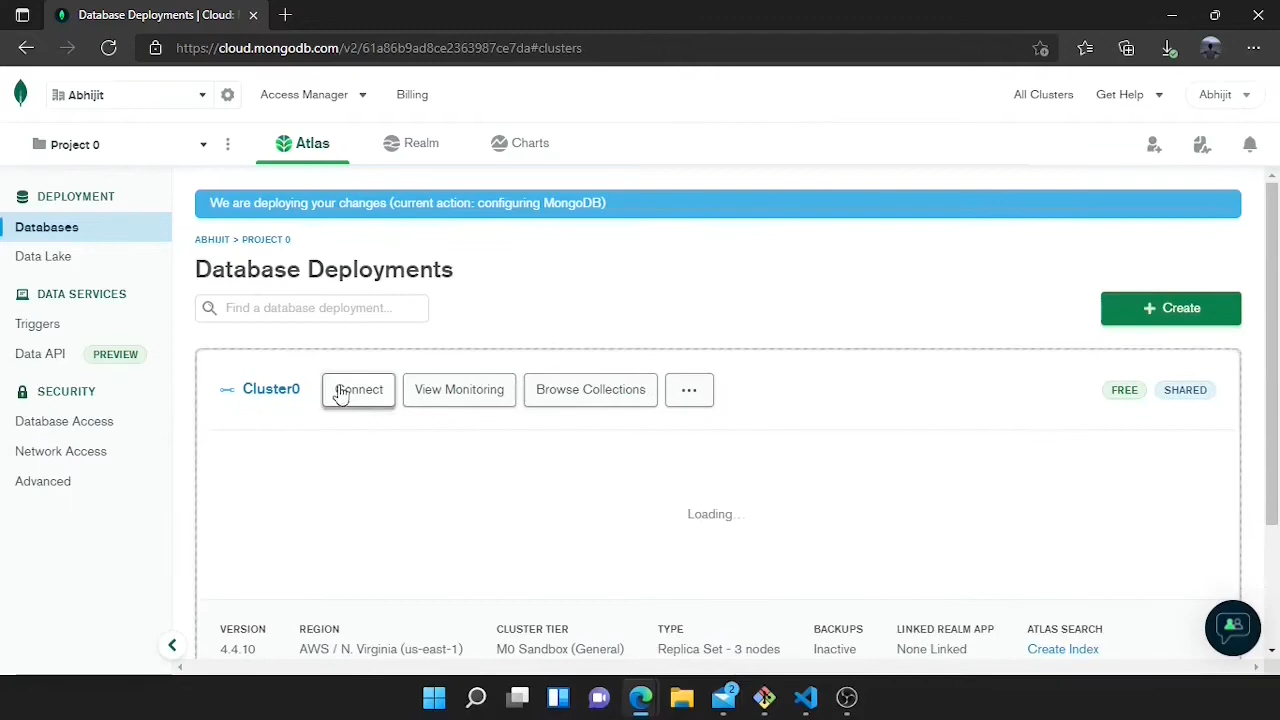 Database Deployments | Cloud:
https://cloud.mongodb.com/v2/61a86b9ad8ce2363987ce7da#clusters
Abhijit
Access Manager
Billing
All Clusters
Get Help
Abhijit
Project 0
Atlas
Realm
Charts
DEPLOYMENT
Databases
Data Lake
DATA SERVICES
Triggers
Data API PREVIEW
SECURITY
Database Access
Network Access
Advanced
We are deploying your changes (current action: configuring MongoDB)
ABHIJIT > PROJECT 0
Database Deployments
Find a database deployment...
+ Create
Cluster0
Connect
View Monitoring
Browse Collections
...
FREE
SHARED
Loading...
VERSION
4.4.10
REGION
AWS / N. Virginia (us-east-1)
CLUSTER TIER
M0 Sandbox (General)
TYPE
Replica Set - 3 nodes
BACKUPS
Inactive
LINKED REALM APP
None Linked
ATLAS SEARCH
Create Index
2